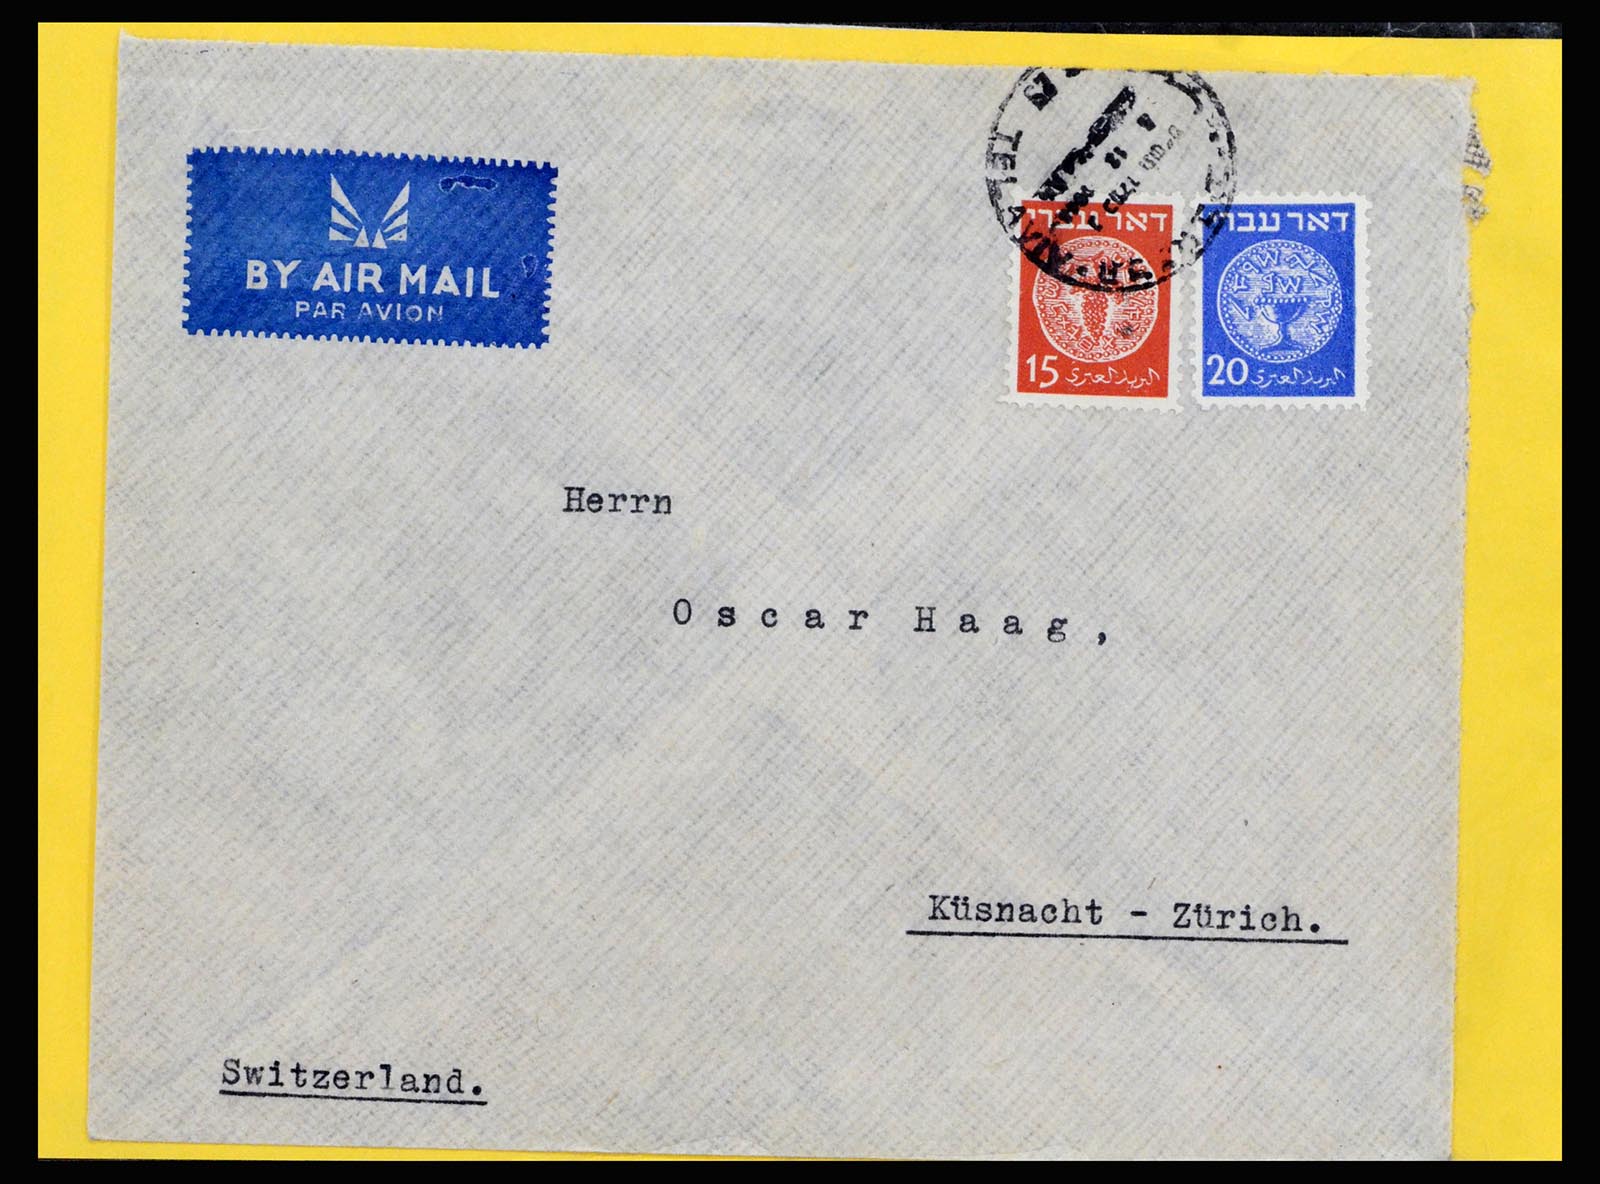 BY AIR MAIL
PAR AVION
TEL
דאר עברי
15 البريد العبري
דאר עברי
20 البريد العبري
Herrn
Oscar Haag,
Küsnacht - Zürich.
Switzerland.